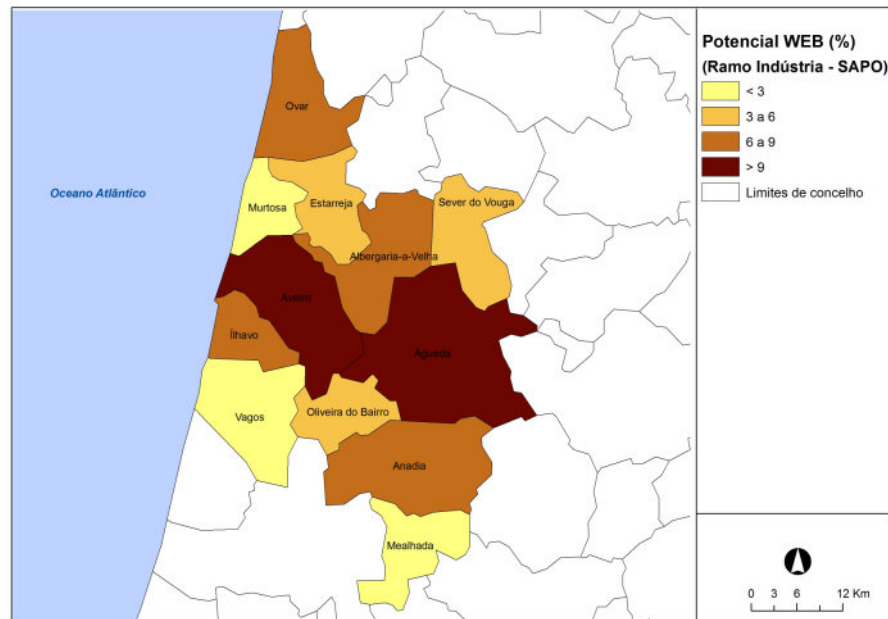 Potencial WEB (%)
(Ramo Indústria - SAPO)
< 3
3 a 6
6 a 9
> 9
Limites de concelho
Oceano Atlântico
Ovar
Murtosa
Estarreja
Sever do Vouga
Albergaria-a-Velha
Aveiro
Ílhavo
Águeda
Vagos
Oliveira do Bairro
Anadia
Mealhada
0 3 6 12 Km